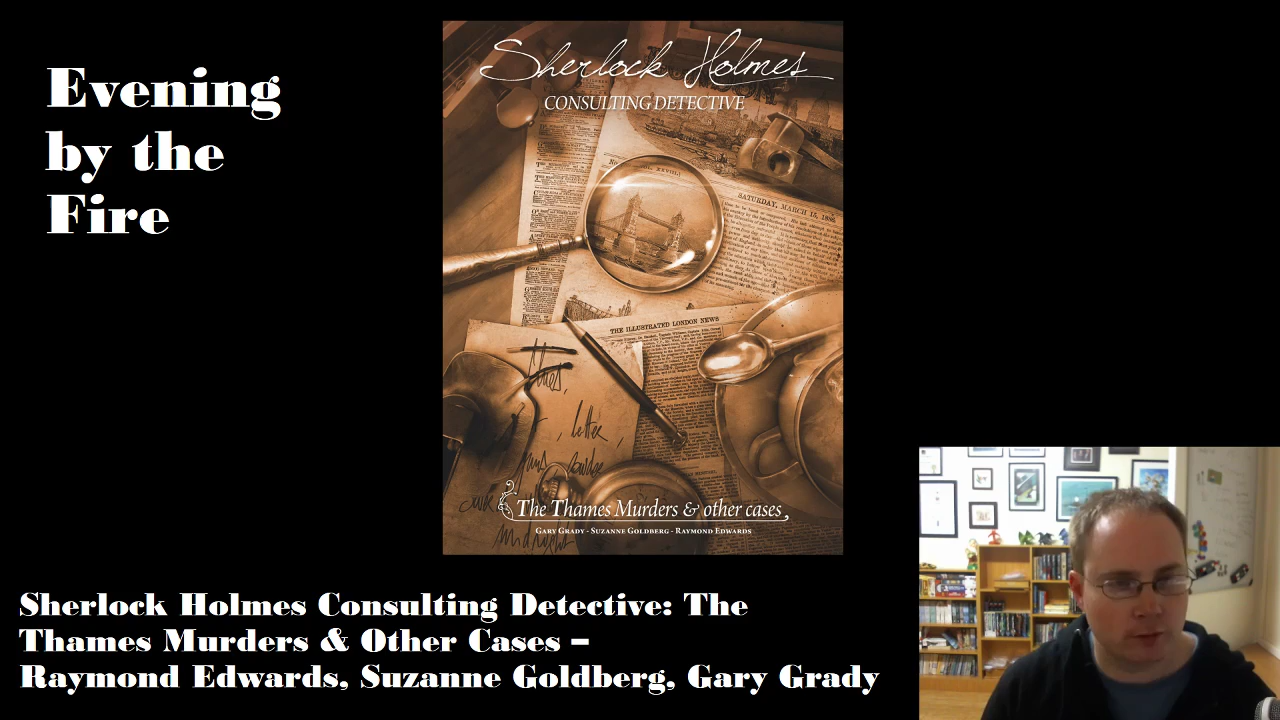 Evening
by the
Fire
Sherlock Holmes
CONSULTING DETECTIVE
SATURDAY, MARCH 15, 1886.
THE ILLUSTRATED LONDON NEWS
letter,
The Thames Murders & other cases
GARY GRADY - SUZANNE GOLDBERG - RAYMOND EDWARDS
Sherlock Holmes Consulting Detective: The
Thames Murders & Other Cases –
Raymond Edwards, Suzanne Goldberg, Gary Grady